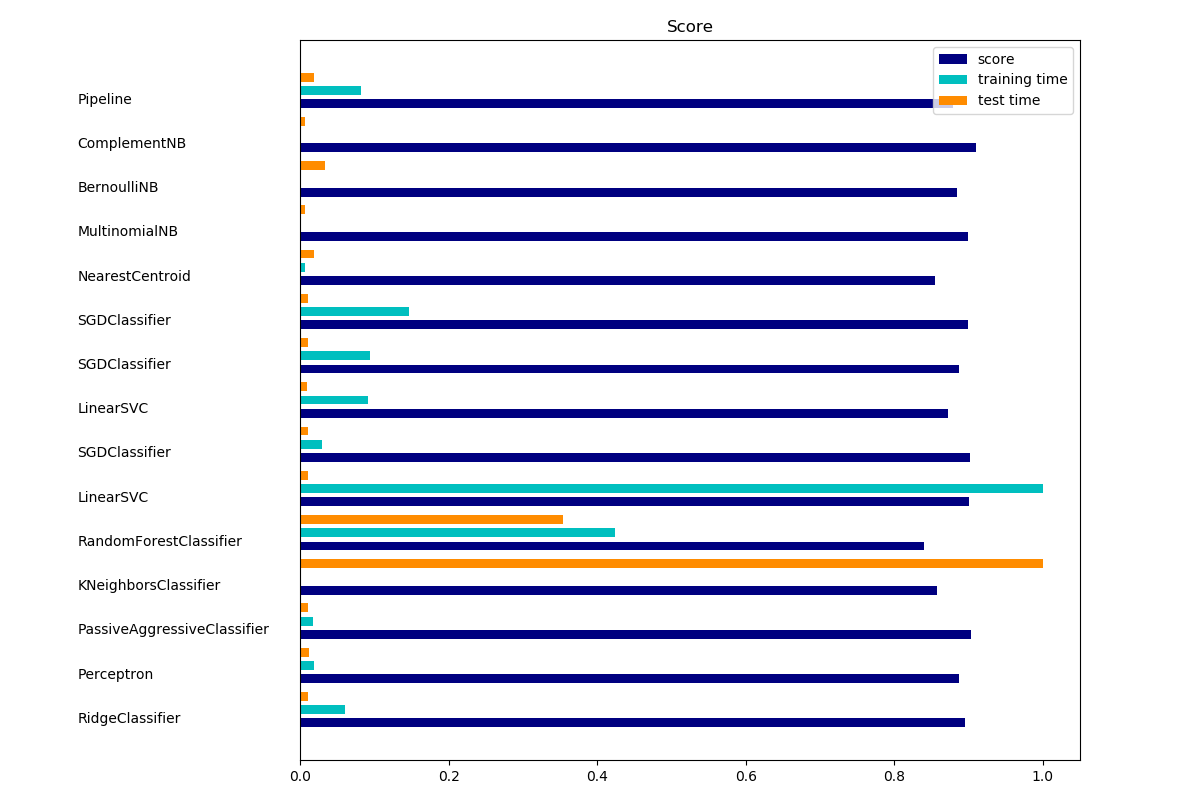 Score
score
training time
test time
Pipeline
ComplementNB
BernoulliNB
MultinomialNB
NearestCentroid
SGDClassifier
SGDClassifier
LinearSVC
SGDClassifier
LinearSVC
RandomForestClassifier
KNeighborsClassifier
PassiveAggressiveClassifier
Perceptron
RidgeClassifier
0.0 0.2 0.4 0.6 0.8 1.0